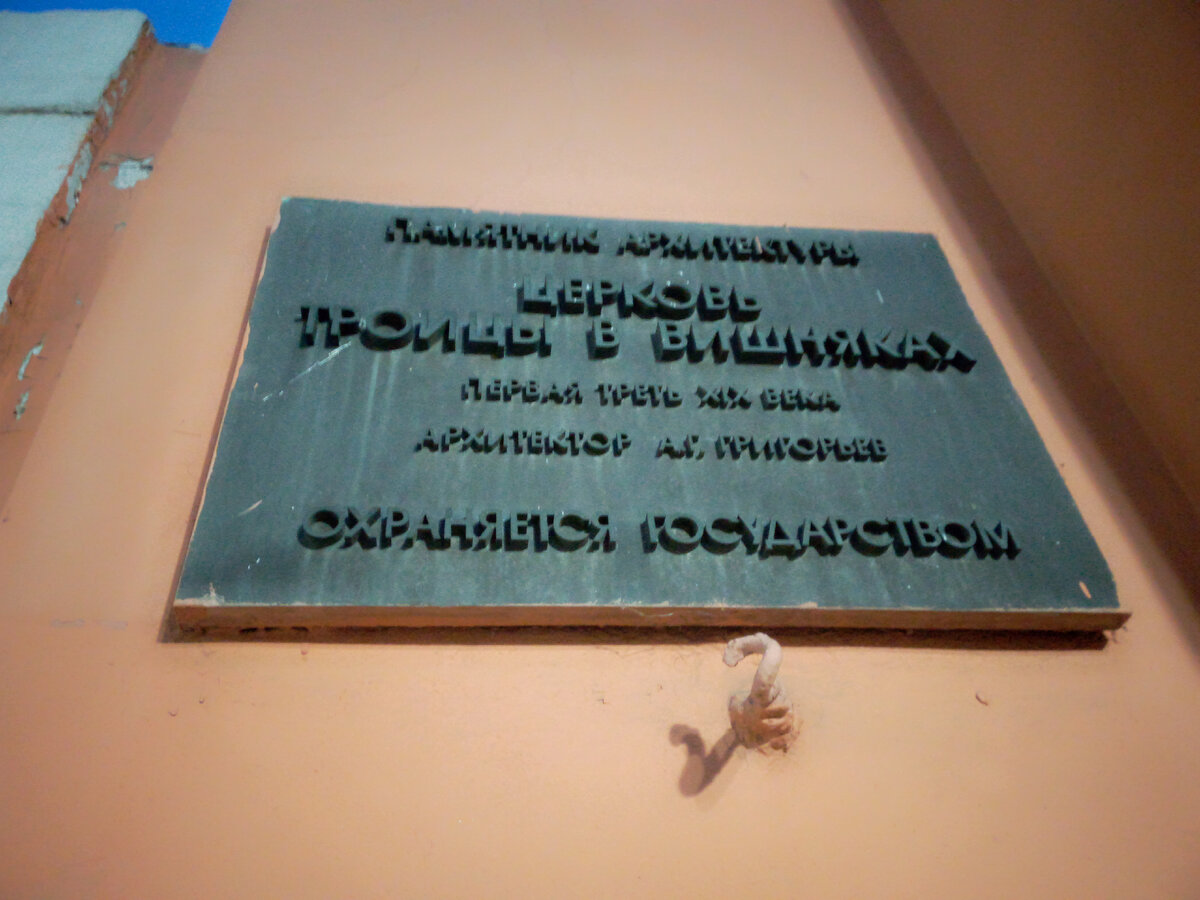 ПАМЯТНИК АРХИТЕКТУРЫ
ЦЕРКОВЬ
ТРОИЦЫ В ВИШНЯКАХ
ПЕРВАЯ ТРЕТЬ XIX ВЕКА
АРХИТЕКТОР А.Г. ГРИГОРЬЕВ
ОХРАНЯЕТСЯ ГОСУДАРСТВОМ